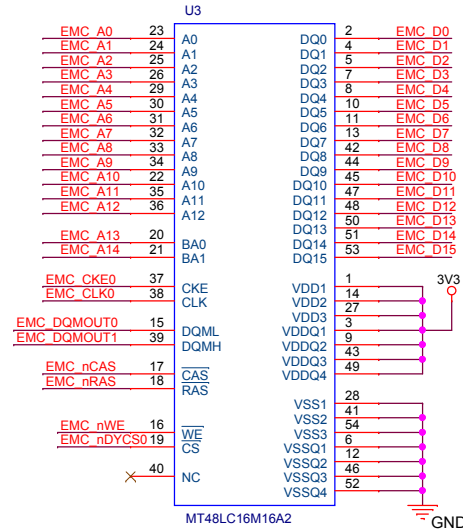 U3
EMC_A0 23 A0 DQ0 2 EMC_D0
EMC_A1 24 A1 DQ1 4 EMC_D1
EMC_A2 25 A2 DQ2 5 EMC_D2
EMC_A3 26 A3 DQ3 7 EMC_D3
EMC_A4 29 A4 DQ4 8 EMC_D4
EMC_A5 30 A5 DQ5 10 EMC_D5
EMC_A6 31 A6 DQ6 11 EMC_D6
EMC_A7 32 A7 DQ7 13 EMC_D7
EMC_A8 33 A8 DQ8 42 EMC_D8
EMC_A9 34 A9 DQ9 44 EMC_D9
EMC_A10 22 A10 DQ10 45 EMC_D10
EMC_A11 35 A11 DQ11 47 EMC_D11
EMC_A12 36 A12 DQ12 48 EMC_D12
DQ13 50 EMC_D13
EMC_A13 20 BA0 DQ14 51 EMC_D14
EMC_A14 21 BA1 DQ15 53 EMC_D15
EMC_CKE0 37 CKE VDD1 1 3V3
EMC_CLK0 38 CLK VDD2 14
VDD3 27
EMC_DQMOUT0 15 DQML VDDQ1 3
EMC_DQMOUT1 39 DQMH VDDQ2 9
VDDQ3 43
EMC_nCAS 17 CAS VDDQ4 49
EMC_nRAS 18 RAS
VSS1 28
EMC_nWE 16 WE VSS2 41
EMC_nDYCS0 19 CS VSS3 54
VSSQ1 6
VSSQ2 12
40 NC VSSQ3 46
VSSQ4 52
MT48LC16M16A2
GND